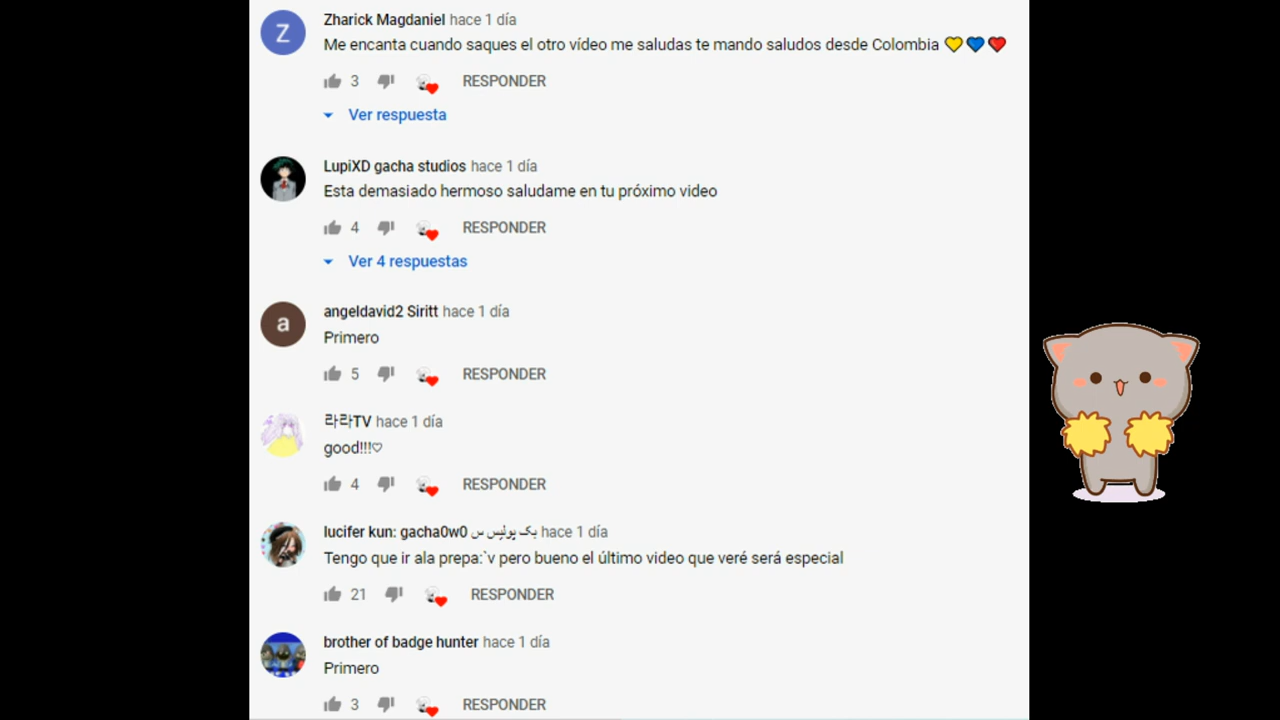 Z
Zharick Magdaniel hace 1 día
Me encanta cuando saques el otro vídeo me saludas te mando saludos desde Colombia 💛💙❤️
3 RESPONDER
Ver respuesta
LupiXD gacha studios hace 1 día
Esta demasiado hermoso saludame en tu próximo video
4 RESPONDER
Ver 4 respuestas
a
angeldavid2 Siritt hace 1 día
Primero
5 RESPONDER
라라TV hace 1 día
good!!!♡
4 RESPONDER
lucifer kun: gacha0w0 بک پولیس س hace 1 día
Tengo que ir ala prepa:`v pero bueno el último video que veré será especial
21 RESPONDER
brother of badge hunter hace 1 día
Primero
3 RESPONDER